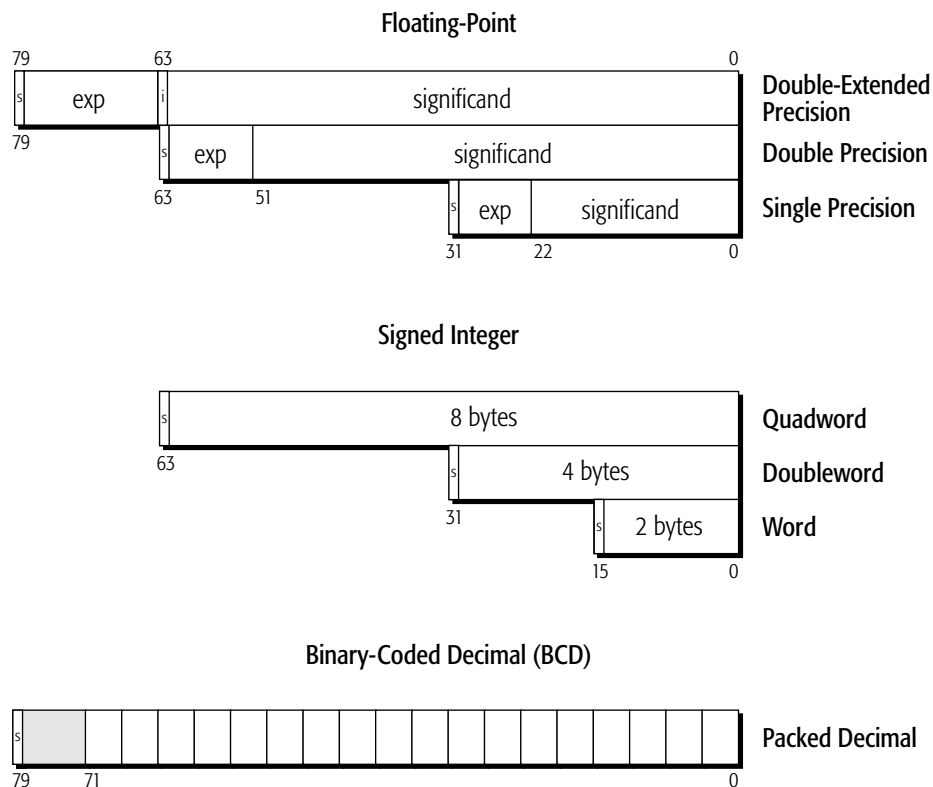 Floating-Point
79 63 0
s exp i significand Double-Extended
Precision
79 s exp significand Double Precision
63 51 s exp significand Single Precision
31 22 0
Signed Integer
s 8 bytes Quadword
63 s 4 bytes Doubleword
31 s 2 bytes Word
15 0
Binary-Coded Decimal (BCD)
s Packed Decimal
79 71 0